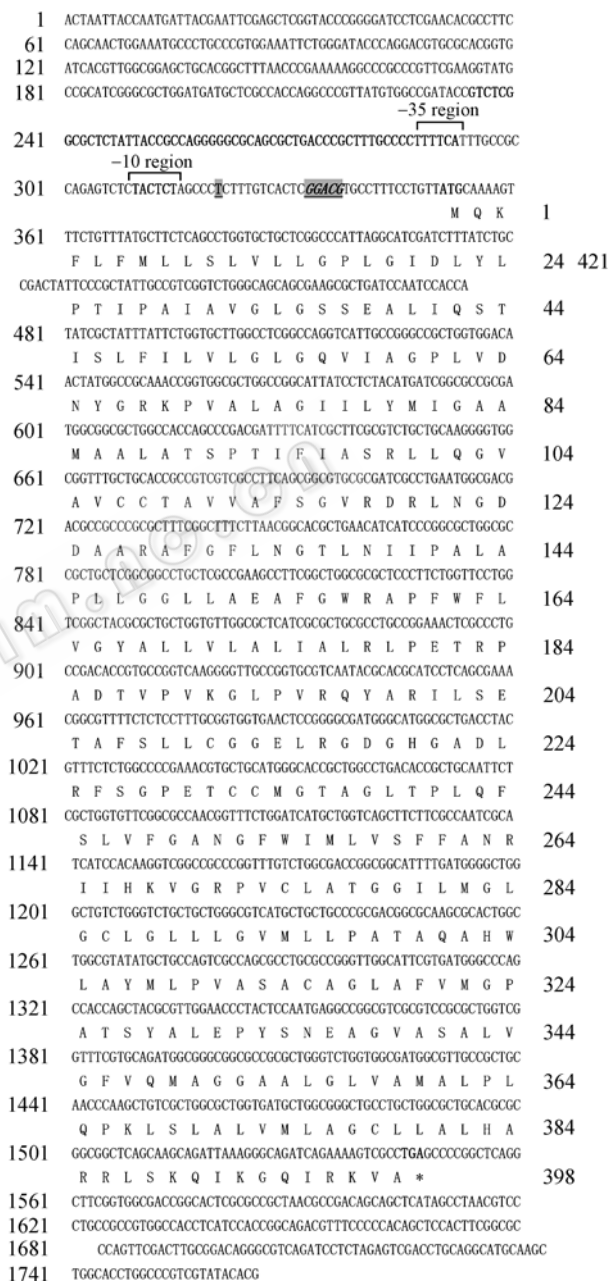 1 ACTAATTACCAATGATTACGAATTCGAGCTCGGTACCCGGGGATCCTCGAACACGCCTTC
61 CAGCAACTGGAAATGCCCTGCCCGTGGAAATTCTGGGATACCCAGGACGTGCGCACGGTG
121 ATCACGTTGGCGGAGCTGCACGGCTTTAACCCGAAAAAGGCCCGCCCGTTCGAAGGTATG
181 CCGCATCGGGCGCTGGATGATGCTCGCCACCAGGCCCGTTATGTGGCCGATACCGTCTCG
−35 region
241 GCGCTCTATTACCGCCAGGGGGCGCAGCGCTGACCCGCTTTGCCCCTTTTCATTTGCCGC
−10 region
301 CAGAGTCTCTACTCTAGCCCTCTTTGTCACTCGGACGTGCCTTTCCTGTTATGCAAAAGT
M Q K 1
361 TTCTGTTTATGCTTCTCAGCCTGGTGCTGCTCGGCCCATTAGGCATCGATCTTTATCTGC
F L F M L L S L V L L G P L G I D L Y L 24 421
CGACTATTCCCGCTATTGCCGTCGGTCTGGGCAGCAGCGAAGCGCTGATCCAATCCACCA
P T I P A I A V G L G S S E A L I Q S T 44
481 TATCGCTATTTATTCTGGTGCTTGGCCTCGGCCAGGTCATTGCCGGGCCGCTGGTGGACA
I S L F I L V L G L G Q V I A G P L V D 64
541 ACTATGGCCGCAAACCGGTGGCGCTGGCCGGCATTATCCTCTACATGATCGGCGCCGCGA
N Y G R K P V A L A G I I L Y M I G A A 84
601 TGGCGGCGCTGGCCACCAGCCCGACGATTTTCATCGCTTCGCGTCTGCTGCAAGGGGTGG
M A A L A T S P T I F I A S R L L Q G V 104
661 CGGTTTGCTGCACCGCCGTCGTCGCCTTCAGCGGCGTGCGCGATCGCCTGAATGGCGACG
A V C C T A V V A F S G V R D R L N G D 124
721 ACGCCGCCCGCGCTTTCGGCTTTCTTAACGGCACGCTGAACATCATCCCGGCGCTGGCGC
D A A R A F G F L N G T L N I I P A L A 144
781 CGCTGCTCGGCGGCCTGCTCGCCGAAGCCTTCGGCTGGCGCGCTCCCTTCTGGTTCCTGG
P L L G G L L A E A F G W R A P F W F L 164
841 TCGGCTACGCGCTGCTGGTGTTGGCGCTCATCGCGCTGCGCCTGCCGGAAACTCGCCCTG
V G Y A L L V L A L I A L R L P E T R P 184
901 CCGACACCGTGCCGGTCAAGGGGTTGCCGGTGCGTCAATACGCACGCATCCTCAGCGAAA
A D T V P V K G L P V R Q Y A R I L S E 204
961 CGGCGTTTTCTCTCCTTTGCGGTGGTGAACTCCGGGGCGATGGGCATGGCGCTGACCTAC
T A F S L L C G G E L R G D G H G A D L 224
1021 GTTTCTCTGGCCCCGAAACGTGCTGCATGGGCACCGCTGGCCTGACACCGCTGCAATTCT
R F S G P E T C C M G T A G L T P L Q F 244
1081 CGCTGGTGTTCGGCGCCAACGGTTTCTGGATCATGCTGGTCAGCTTCTTCGCCAATCGCA
S L V F G A N G F W I M L V S F F A N R 264
1141 TCATCCACAAGGTCGGCCGCCCGGTTTGTCTGGCGACCGGCGGCATTTTGATGGGGCTGG
I I H K V G R P V C L A T G G I L M G L 284
1201 GCTGTCTGGGTCTGCTGCTGGGCGTCATGCTGCTGCCCGCGACGGCGCAAGCGCACTGGC
G C L G L L L G V M L L P A T A Q A H W 304
1261 TGGCGTATATGCTGCCAGTCGCCAGCGCCTGCGCCGGGTTGGCATTCGTGATGGGCCCAG
L A Y M L P V A S A C A G L A F V M G P 324
1321 CCACCAGCTACGCGTTGGAACCCTACTCCAATGAGGCCGGCGTCGCGTCCGCGCTGGTCG
A T S Y A L E P Y S N E A G V A S A L V 344
1381 GTTTCGTGCAGATGGCGGGCGGCGCCGCGCTGGGTCTGGTGGCGATGGCGTTGCCGCTGC
G F V Q M A G G A A L G L V A M A L P L 364
1441 AACCCAAGCTGTCGCTGGCGCTGGTGATGCTGGCGGGCTGCCTGCTGGCGCTGCACGCGC
Q P K L S L A L V M L A G C L L A L H A 384
1501 GGCGGCTCAGCAAGCAGATTAAAGGGCAGATCAGAAAAGTCGCCTGAGCCCCGGCTCAGG
R R L S K Q I K G Q I R K V A * 398
1561 CTTCGGTGGCGACCGGCACTCGCGCCGCTAACGCCGACAGCAGCTCATAGCCTAACGTCC
1621 CTGCCGCCGTGGCCACCTCATCCACCGGCAGACGTTTCCCCCACAGCTCCACTTCGGCGC
1681 CCAGTTCGACTTGCGGACAGGGCGTCAGATCCTCTAGAGTCGACCTGCAGGCATGCAAGC
1741 TGGCACCTGGCCCGTCGTATACACG